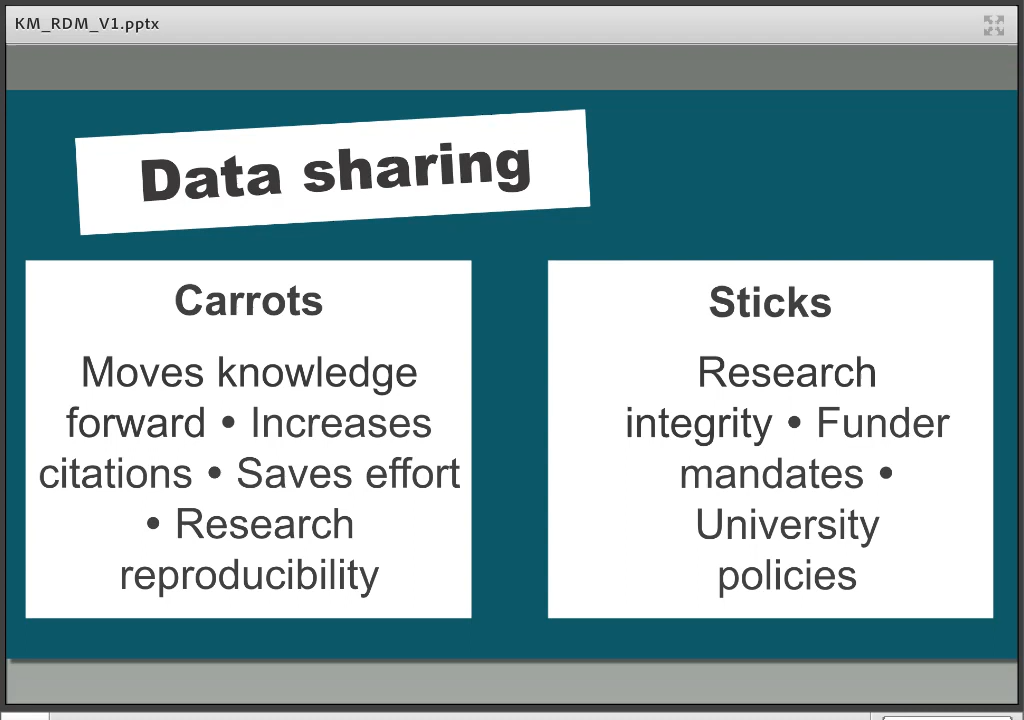 KM_RDM_V1.pptx
Data sharing
Carrots
Moves knowledge
forward • Increases
citations • Saves effort
• Research
reproducibility
Sticks
Research
integrity • Funder
mandates •
University
policies